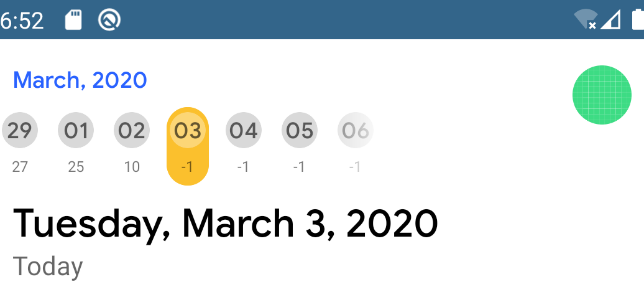 6:52
March, 2020
29 01 02 03 04 05 06
27 25 10 -1 -1 -1 -1
Tuesday, March 3, 2020
Today